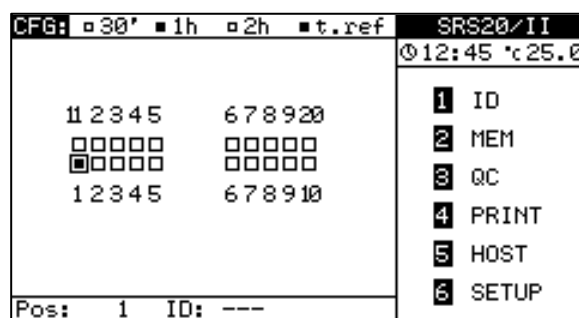 CFG: 30' 1h 2h t.ref
SRS20/II
12:45 °c25.0
11 2 3 4 5 6 7 8 9 20
1 2 3 4 5 6 7 8 9 10
Pos: 1 ID: ---
1 ID
2 MEM
3 QC
4 PRINT
5 HOST
6 SETUP